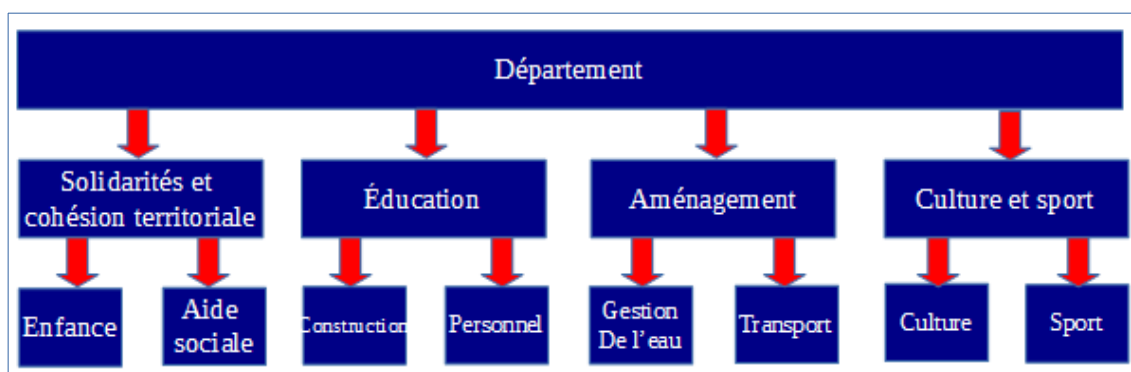 Département
Solidarités et
cohésion territoriale
Éducation
Aménagement
Culture et sport
Enfance
Aide
sociale
Construction
Personnel
Gestion
De l’eau
Transport
Culture
Sport